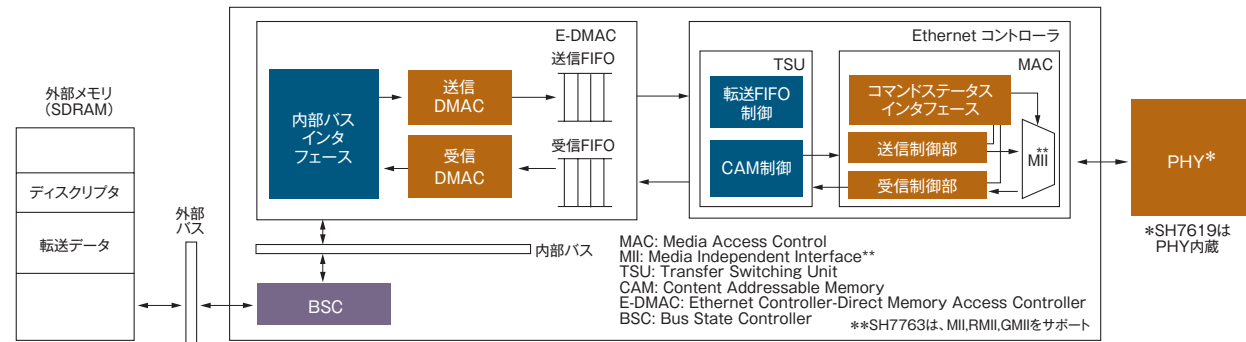 外部メモリ
(SDRAM)
ディスクリプタ
転送データ
外部
バス
E-DMAC
送信FIFO
内部バス
インタ
フェース
送信
DMAC
受信FIFO
受信
DMAC
Ethernet コントローラ
TSU
転送FIFO
制御
CAM制御
MAC
コマンドステータス
インタフェース
送信制御部
受信制御部
**
MII
PHY*
*SH7619は
PHY内蔵
内部バス
BSC
MAC: Media Access Control
MII: Media Independent Interface**
TSU: Transfer Switching Unit
CAM: Content Addressable Memory
E-DMAC: Ethernet Controller-Direct Memory Access Controller
BSC: Bus State Controller
**SH7763は、MII,RMII,GMIIをサポート